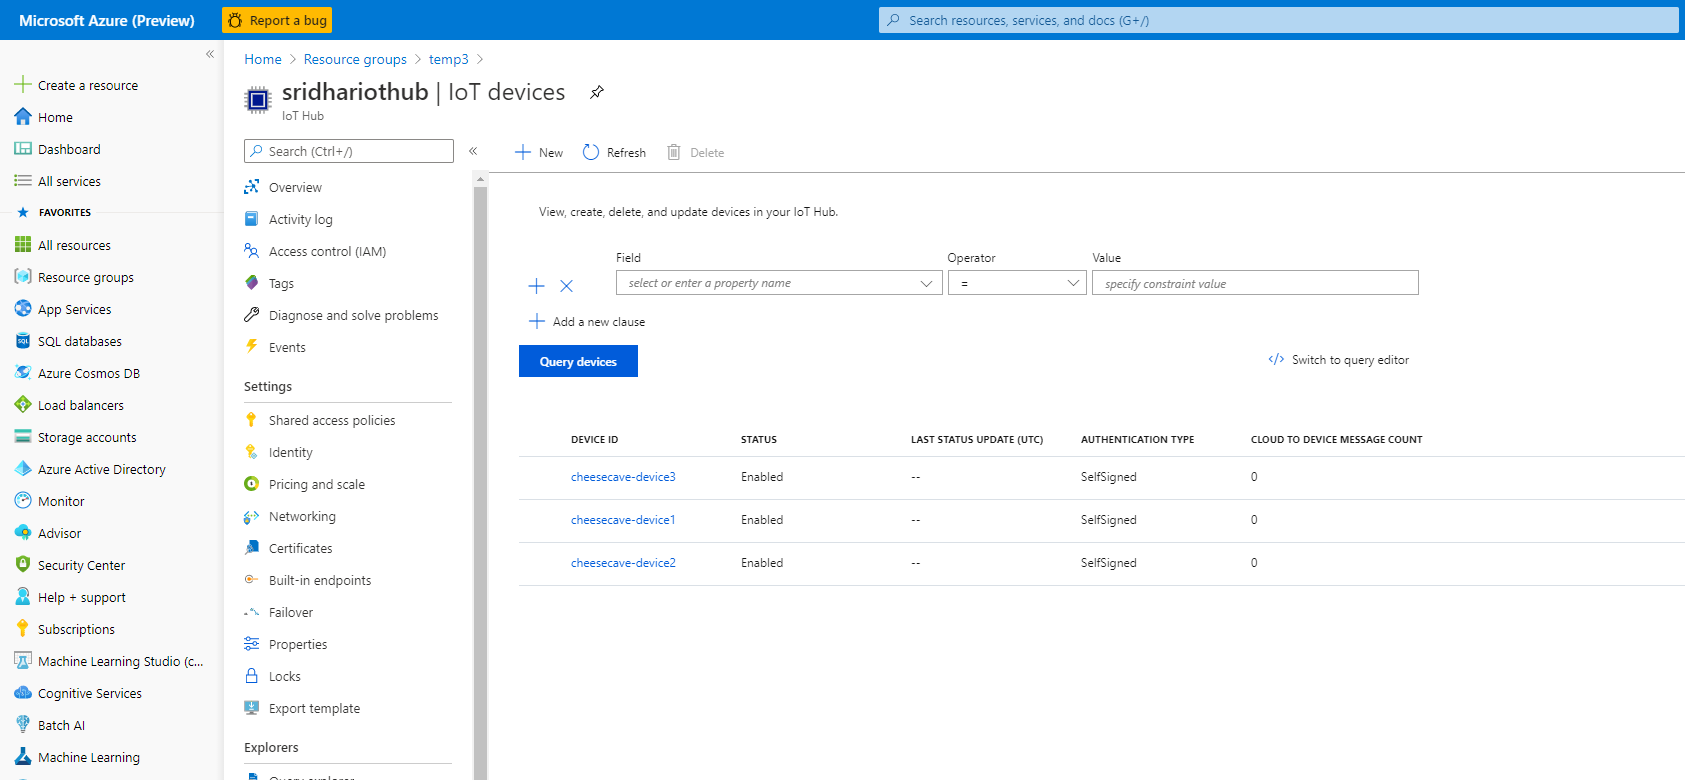 Microsoft Azure (Preview)
Report a bug
Search resources, services, and docs (G+/)
Create a resource
Home
Dashboard
All services
FAVORITES
All resources
Resource groups
App Services
SQL databases
Azure Cosmos DB
Load balancers
Storage accounts
Azure Active Directory
Monitor
Advisor
Security Center
Help + support
Subscriptions
Machine Learning Studio (c...
Cognitive Services
Batch AI
Machine Learning
Home > Resource groups > temp3 >
sridhariothub | IoT devices
IoT Hub
Search (Ctrl+/)
Overview
Activity log
Access control (IAM)
Tags
Diagnose and solve problems
Events
Settings
Shared access policies
Identity
Pricing and scale
Networking
Certificates
Built-in endpoints
Failover
Properties
Locks
Export template
Explorers
Query explorer
New Refresh Delete
View, create, delete, and update devices in your IoT Hub.
Field Operator Value
select or enter a property name = specify constraint value
Add a new clause
Query devices
</> Switch to query editor
DEVICE ID STATUS LAST STATUS UPDATE (UTC) AUTHENTICATION TYPE CLOUD TO DEVICE MESSAGE COUNT
cheesecave-device3 Enabled -- SelfSigned 0
cheesecave-device1 Enabled -- SelfSigned 0
cheesecave-device2 Enabled -- SelfSigned 0